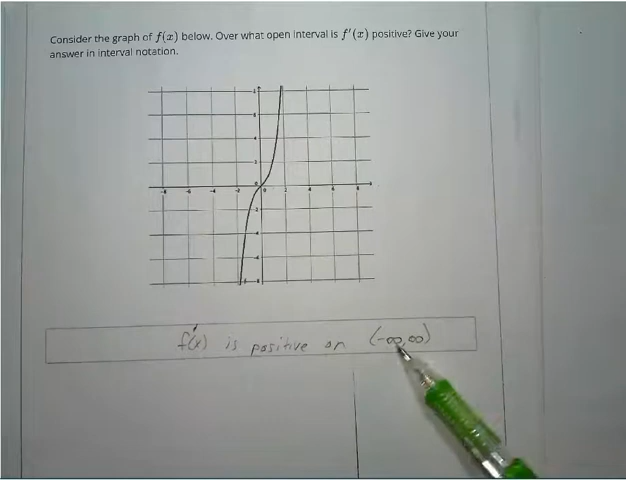 Consider the graph of f(x) below. Over what open interval is f'(x) positive? Give your
answer in interval notation.
f'(x) is positive on (-∞,∞)